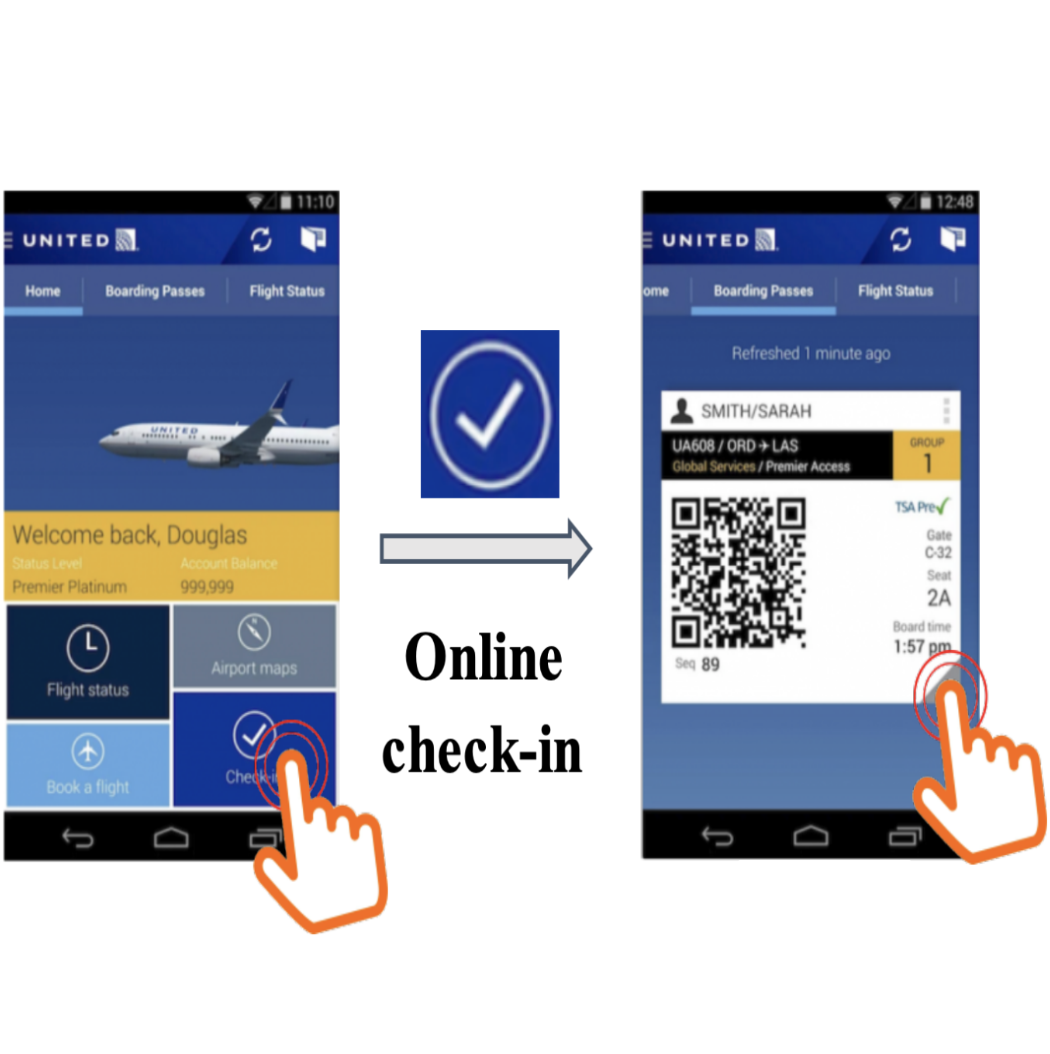 11:10
UNITED
Home Boarding Passes Flight Status
UNITED
Welcome back, Douglas
Status Level Account Balance
Premier Platinum 999,999
Flight status
Airport maps
Book a flight
Check-in
Online
check-in
12:48
UNITED
ome Boarding Passes Flight Status
Refreshed 1 minute ago
SMITH/SARAH
UA608 / ORD ✈ LAS
Global Services / Premier Access
GROUP
1
TSA Pre✓
Gate
C-32
Seat
2A
Board time
1:57 pm
Seq 89